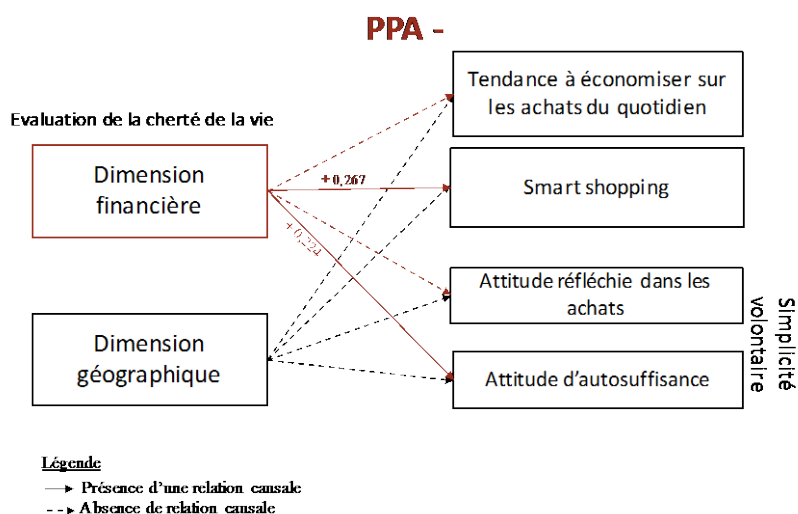 PPA -
Evaluation de la cherté de la vie
Dimension
financière
Dimension
géographique
+0,267
+0,224
Tendance à économiser sur
les achats du quotidien
Smart shopping
Attitude réfléchie dans les
achats
Attitude d'autosuffisance
Simplicité
volontaire
Légende
Présence d'une relation causale
Absence de relation causale